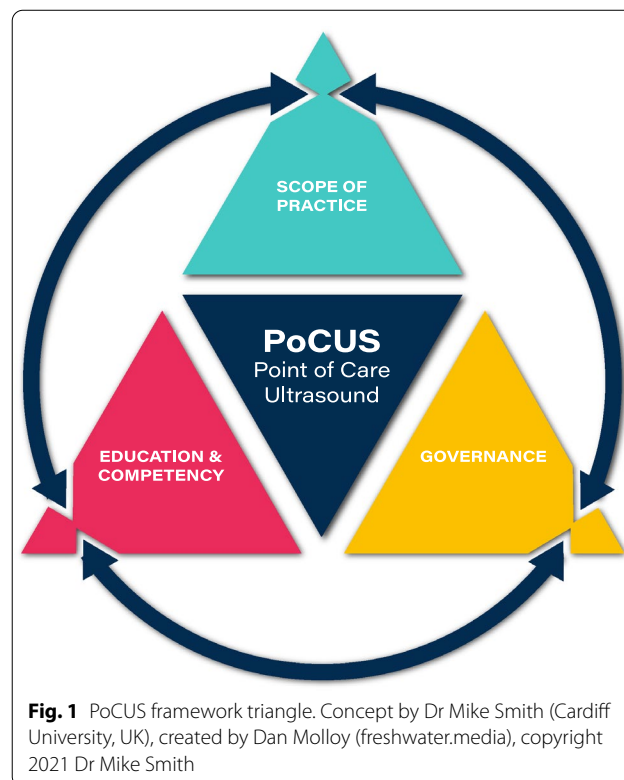 SCOPE OF
PRACTICE
PoCUS
Point of Care
Ultrasound
EDUCATION &
COMPETENCY
GOVERNANCE
Fig. 1 PoCUS framework triangle. Concept by Dr Mike Smith (Cardiff
University, UK), created by Dan Molloy (freshwater.media), copyright
2021 Dr Mike Smith